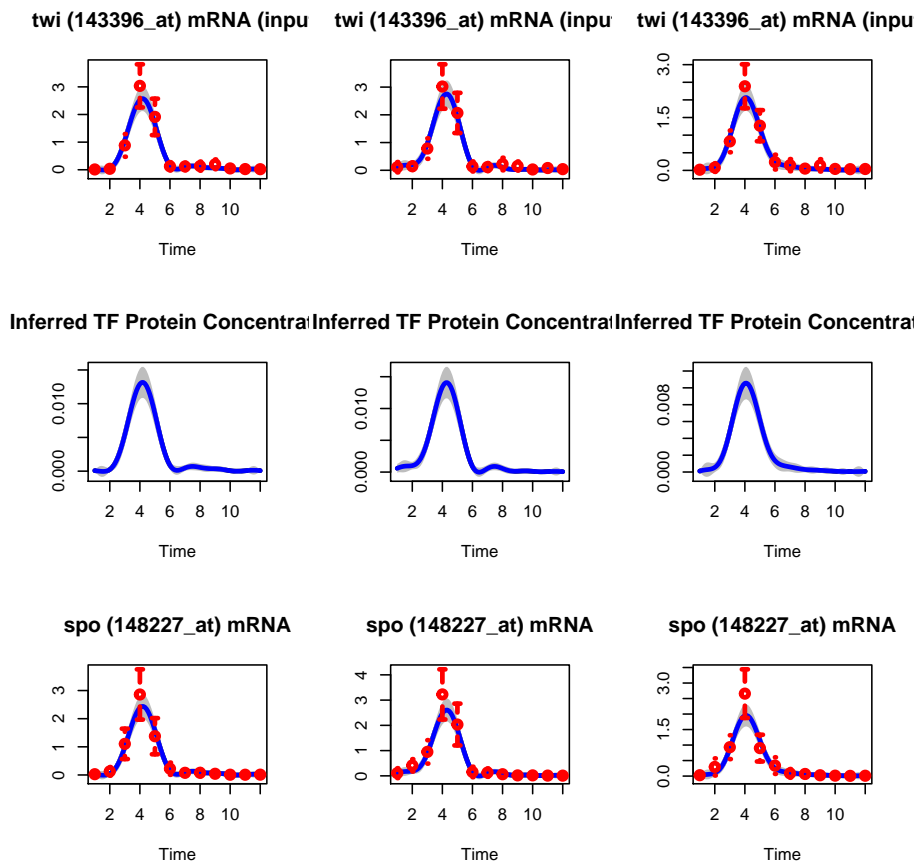 twi (143396_at) mRNA (inpu twi (143396_at) mRNA (inpu twi (143396_at) mRNA (inpu
0 1 2 3
2 4 6 8 10
Time
0 1 2 3
2 4 6 8 10
Time
0.0 1.5 3.0
2 4 6 8 10
Time
Inferred TF Protein Concentrat Inferred TF Protein Concentrat Inferred TF Protein Concentrat
0.000 0.010
2 4 6 8 10
Time
0.000 0.010
2 4 6 8 10
Time
0.000 0.008
2 4 6 8 10
Time
spo (148227_at) mRNA spo (148227_at) mRNA spo (148227_at) mRNA
0 1 2 3
2 4 6 8 10
Time
0 1 2 3 4
2 4 6 8 10
Time
0.0 1.5 3.0
2 4 6 8 10
Time